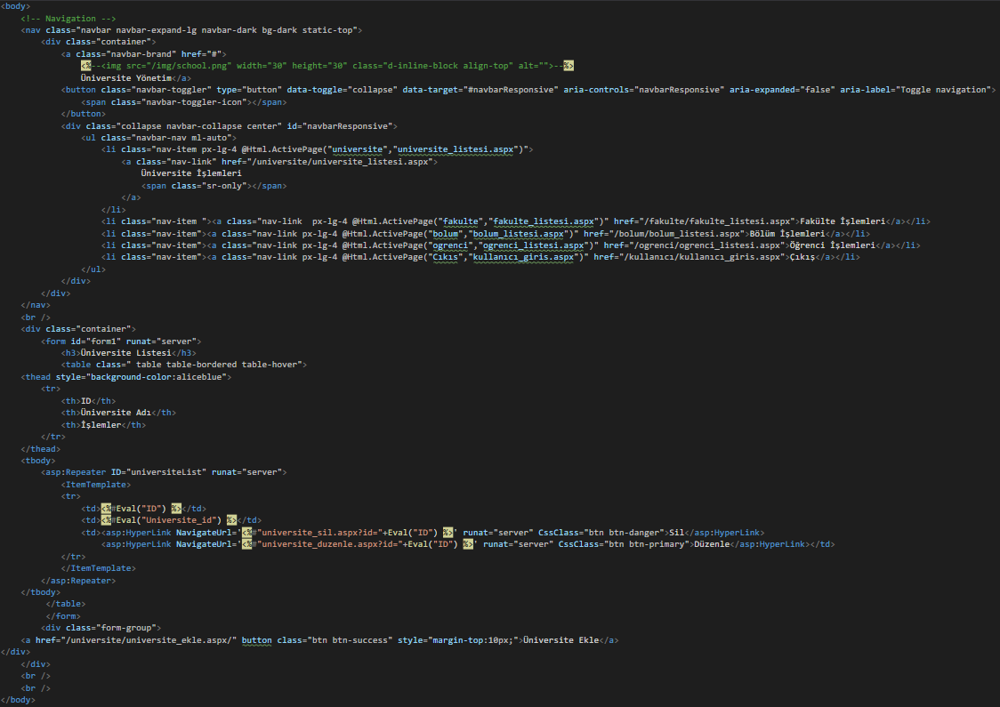 <body>
<!-- Navigation -->
<nav class="navbar navbar-expand-lg navbar-dark bg-dark static-top">
<div class="container">
<a class="navbar-brand" href="#">
<%--<img src="/img/school.png" width="30" height="30" class="d-inline-block align-top" alt="">--%>
Üniversite Yönetim</a>
<button class="navbar-toggler" type="button" data-toggle="collapse" data-target="#navbarResponsive" aria-controls="navbarResponsive" aria-expanded="false" aria-label="Toggle navigation">
<span class="navbar-toggler-icon"></span>
</button>
<div class="collapse navbar-collapse center" id="navbarResponsive">
<ul class="navbar-nav ml-auto">
<li class="nav-item px-lg-4 @Html.ActivePage("universite","universite_listesi.aspx")">
<a class="nav-link" href="/universite/universite_listesi.aspx">
Üniversite İşlemleri
<span class="sr-only"></span>
</a>
</li>
<li class="nav-item "><a class="nav-link  px-lg-4 @Html.ActivePage("fakulte","fakulte_listesi.aspx")" href="/fakulte/fakulte_listesi.aspx">Fakülte İşlemleri</a></li>
<li class="nav-item"><a class="nav-link px-lg-4 @Html.ActivePage("bolum","bolum_listesi.aspx")" href="/bolum/bolum_listesi.aspx">Bölüm İşlemleri</a></li>
<li class="nav-item"><a class="nav-link px-lg-4 @Html.ActivePage("ogrenci","ogrenci_listesi.aspx")" href="/ogrenci/ogrenci_listesi.aspx">Öğrenci İşlemleri</a></li>
<li class="nav-item"><a class="nav-link px-lg-4 @Html.ActivePage("Cıkıs","kullanıcı_giris.aspx")" href="/kullanıcı/kullanıcı_giris.aspx">Çıkış</a></li>
</ul>
</div>
</div>
</nav>
<br />
<div class="container">
<form id="form1" runat="server">
<h3>Üniversite Listesi</h3>
<table class=" table table-bordered table-hover">
<thead style="background-color:aliceblue">
<tr>
<th>ID</th>
<th>Üniversite Adı</th>
<th>İşlemler</th>
</tr>
</thead>
<tbody>
<asp:Repeater ID="universiteList" runat="server">
<ItemTemplate>
<tr>
<td><%#Eval("ID") %></td>
<td><%#Eval("Universite_id") %></td>
<td><asp:HyperLink NavigateUrl='<%#"universite_sil.aspx?id="+Eval("ID") %>' runat="server" CssClass="btn btn-danger">Sil</asp:HyperLink>
<asp:HyperLink NavigateUrl='<%#"universite_duzenle.aspx?id="+Eval("ID") %>' runat="server" CssClass="btn btn-primary">Düzenle</asp:HyperLink></td>
</tr>
</ItemTemplate>
</asp:Repeater>
</tbody>
</table>
</form>
<div class="form-group">
<a href="/universite/universite_ekle.aspx/" button class="btn btn-success" style="margin-top:10px;">Üniversite Ekle</a>
</div>
</div>
<br />
<br />
</body>